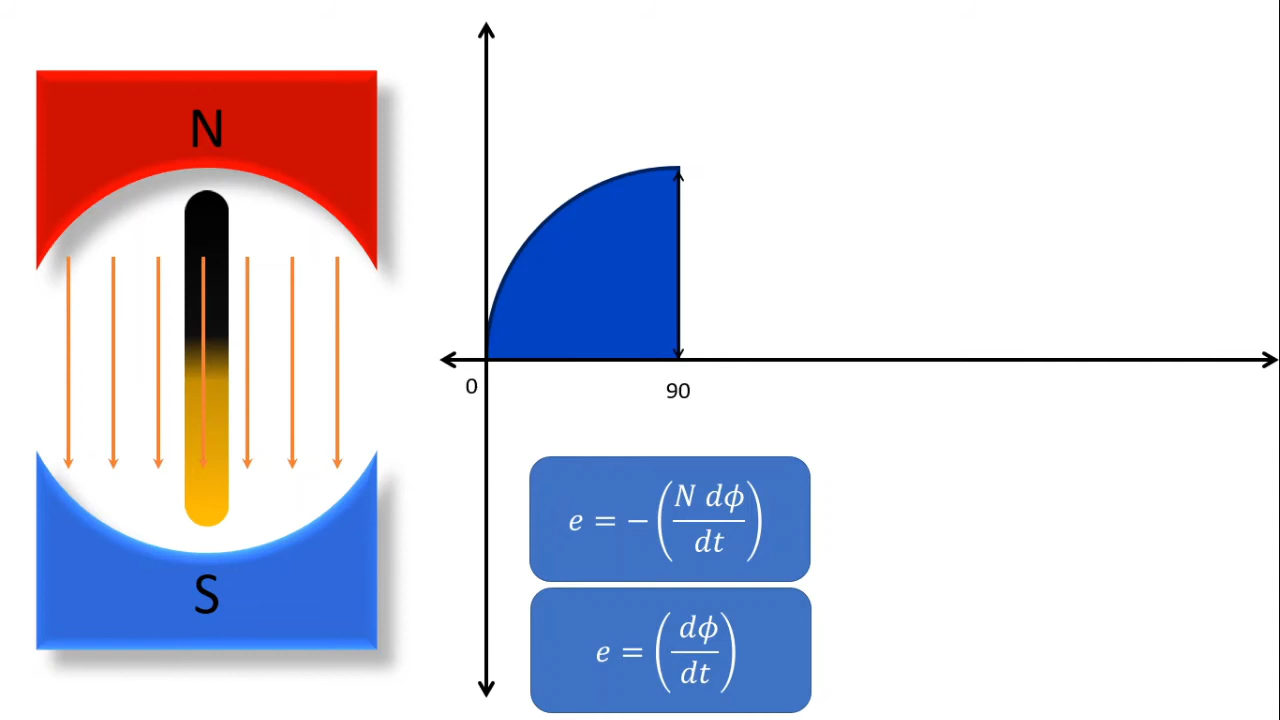 N
S
0
90
e = −(N dϕ/dt)
e = (dϕ/dt)